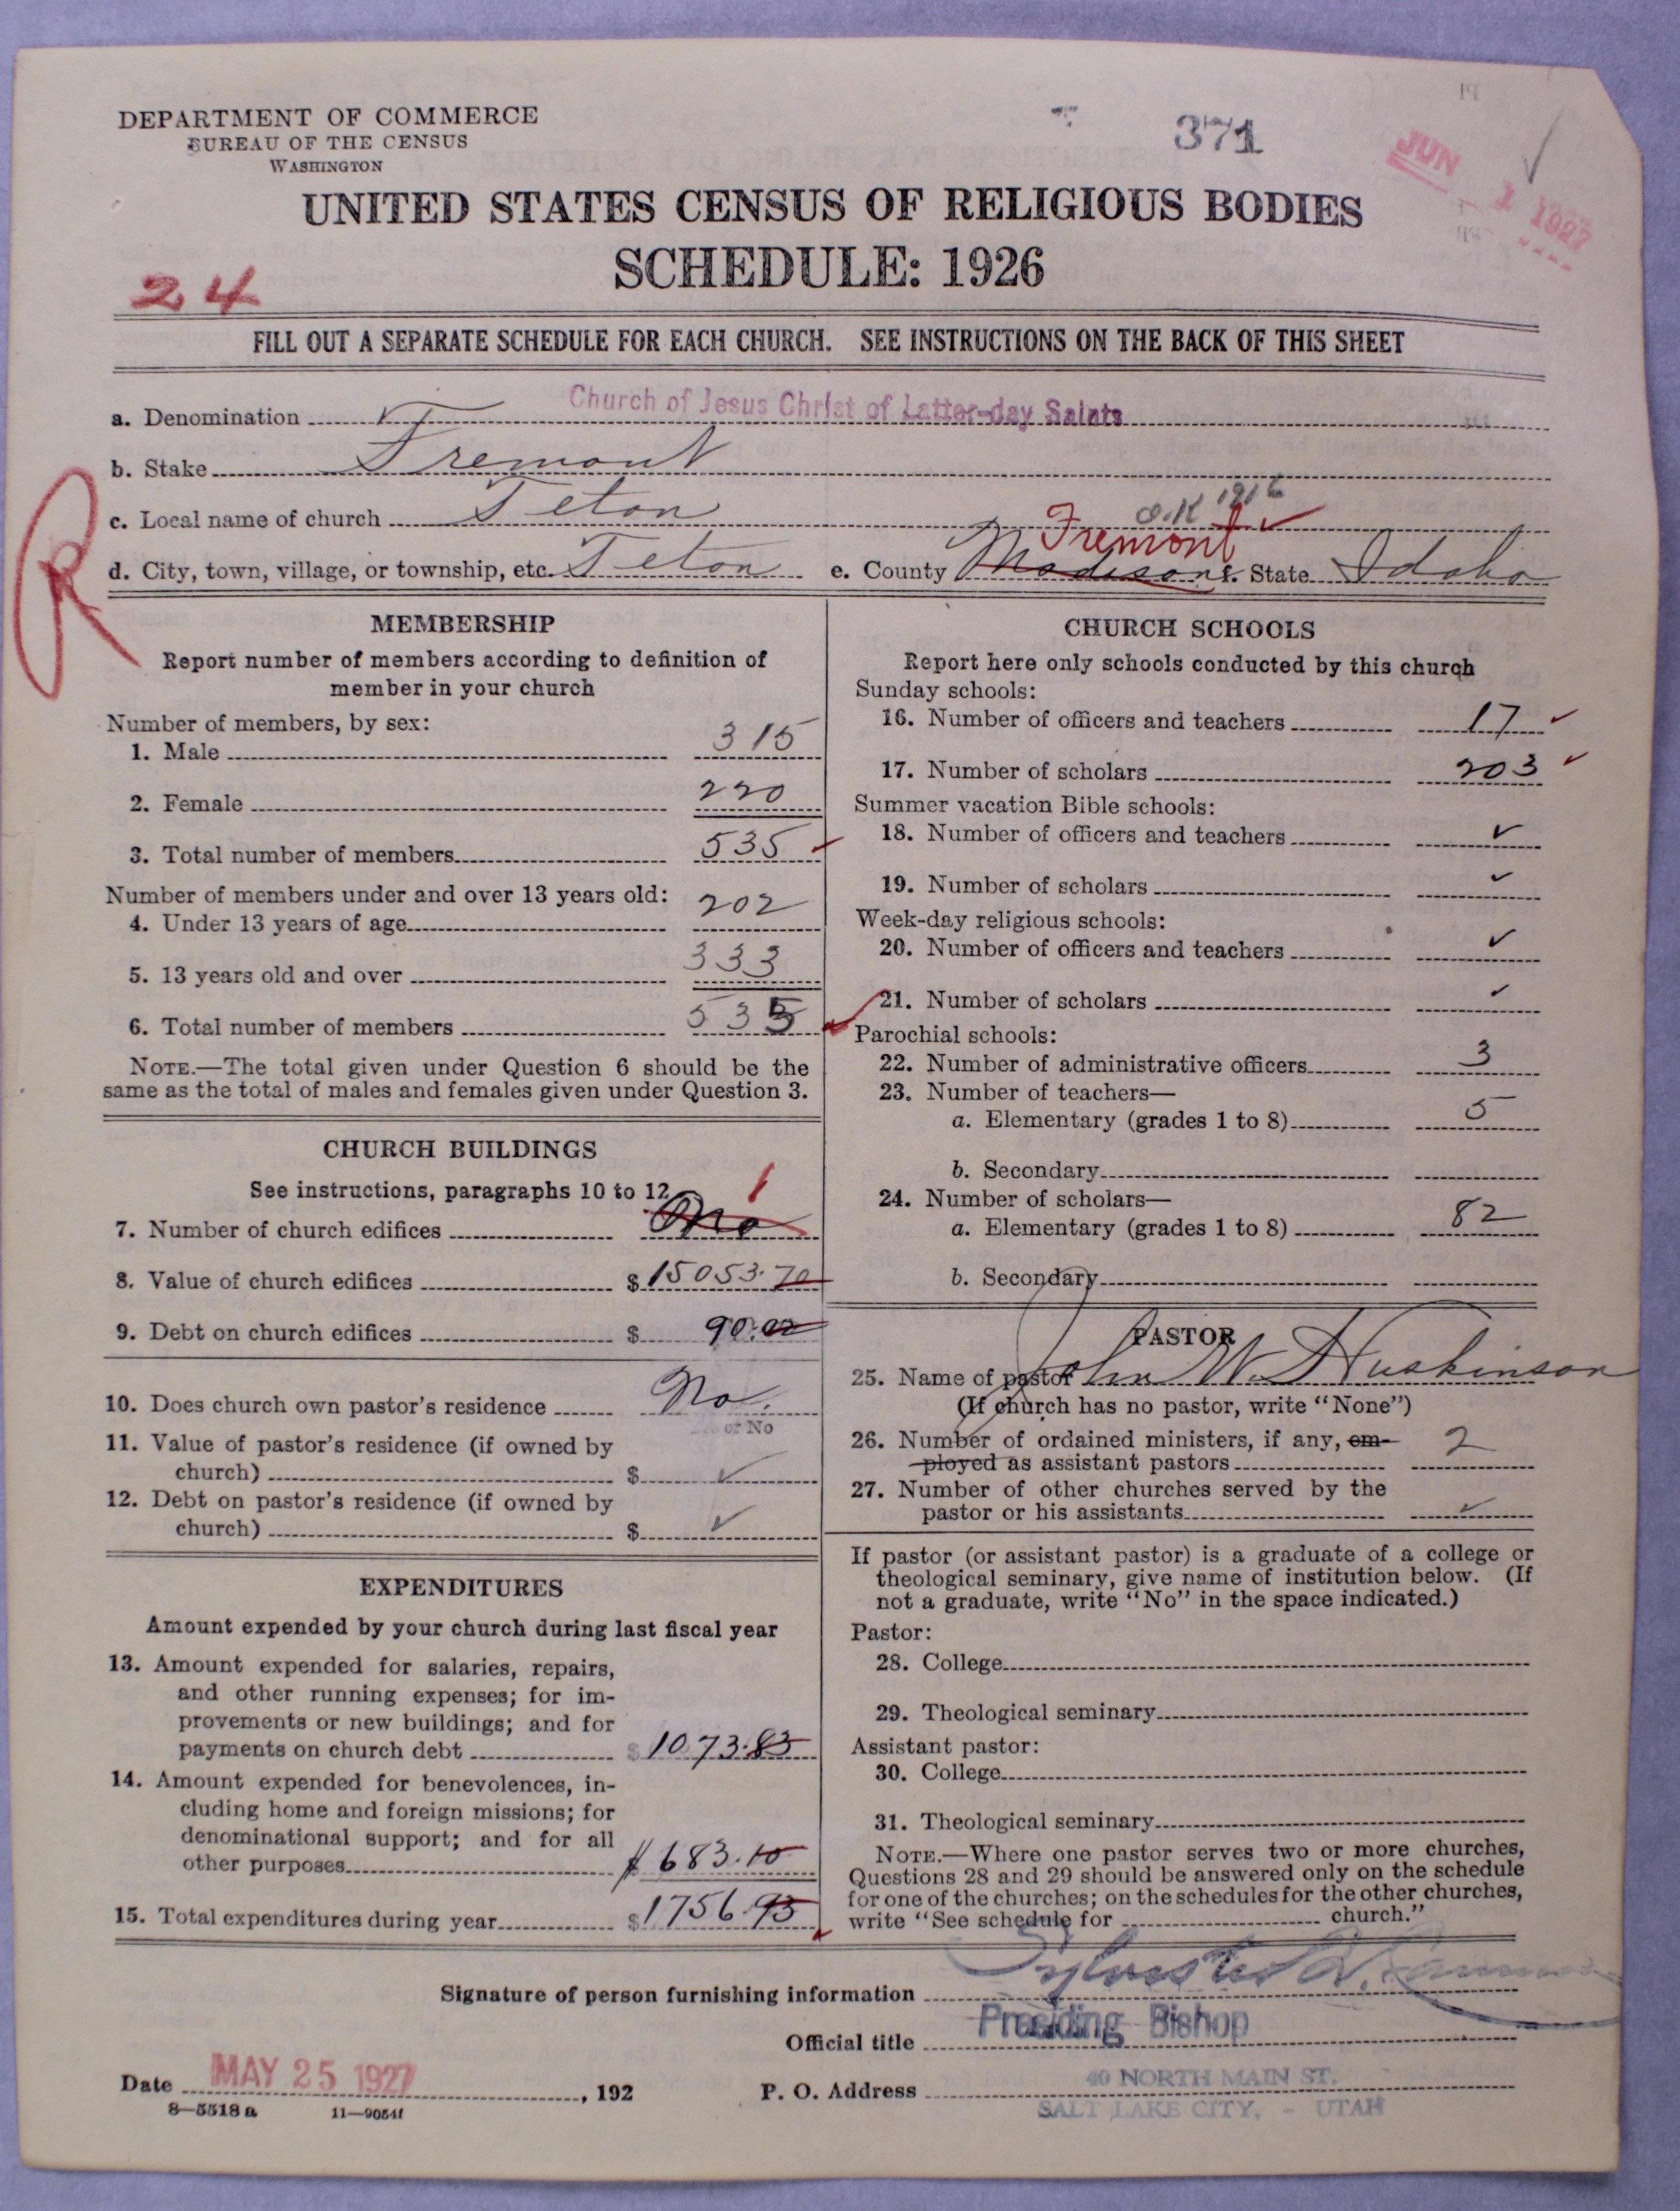 DEPARTMENT OF COMMERCE
BUREAU OF THE CENSUS
WASHINGTON
371
JUN 1 1927
UNITED STATES CENSUS OF RELIGIOUS BODIES
SCHEDULE: 1926
24
FILL OUT A SEPARATE SCHEDULE FOR EACH CHURCH. SEE INSTRUCTIONS ON THE BACK OF THIS SHEET
a. Denomination Church of Jesus Christ of Latter-day Saints
b. Stake Fremont
c. Local name of church Teton O.K 1916
d. City, town, village, or township, etc. Teton e. County Madison Fremont f. State Idaho
R
MEMBERSHIP
Report number of members according to definition of
member in your church
Number of members, by sex:
1. Male 315
2. Female 220
3. Total number of members 535
Number of members under and over 13 years old:
4. Under 13 years of age 202
5. 13 years old and over 333
6. Total number of members 535
NOTE.—The total given under Question 6 should be the
same as the total of males and females given under Question 3.
CHURCH BUILDINGS
See instructions, paragraphs 10 to 12
7. Number of church edifices 1
8. Value of church edifices $ 15053.70
9. Debt on church edifices $ 90.00
10. Does church own pastor's residence No.
or No
11. Value of pastor's residence (if owned by
church) $ ✓
12. Debt on pastor's residence (if owned by
church) $ ✓
EXPENDITURES
Amount expended by your church during last fiscal year
13. Amount expended for salaries, repairs,
and other running expenses; for im-
provements or new buildings; and for
payments on church debt $ 1073.83
14. Amount expended for benevolences, in-
cluding home and foreign missions; for
denominational support; and for all
other purposes $ 683.10
15. Total expenditures during year $ 1756.93
CHURCH SCHOOLS
Report here only schools conducted by this church
Sunday schools:
16. Number of officers and teachers 17 ✓
17. Number of scholars 203 ✓
Summer vacation Bible schools:
18. Number of officers and teachers ✓
19. Number of scholars ✓
Week-day religious schools:
20. Number of officers and teachers ✓
21. Number of scholars ✓
Parochial schools:
22. Number of administrative officers 3
23. Number of teachers—
a. Elementary (grades 1 to 8) 5
b. Secondary
24. Number of scholars—
a. Elementary (grades 1 to 8) 82
b. Secondary
PASTOR
25. Name of pastor John W. Huskinson
(If church has no pastor, write "None")
26. Number of ordained ministers, if any, em-
ployed as assistant pastors 2
27. Number of other churches served by the
pastor or his assistants ✓
If pastor (or assistant pastor) is a graduate of a college or
theological seminary, give name of institution below. (If
not a graduate, write "No" in the space indicated.)
Pastor:
28. College
29. Theological seminary
Assistant pastor:
30. College
31. Theological seminary
NOTE.—Where one pastor serves two or more churches,
Questions 28 and 29 should be answered only on the schedule
for one of the churches; on the schedules for the other churches,
write "See schedule for church."
Signature of person furnishing information Sylvester Q. Cannon
Official title Presiding Bishop
Date MAY 25 1927, 192 P. O. Address 40 NORTH MAIN ST.
SALT LAKE CITY, - UTAH
8—5518 a 11—9054f